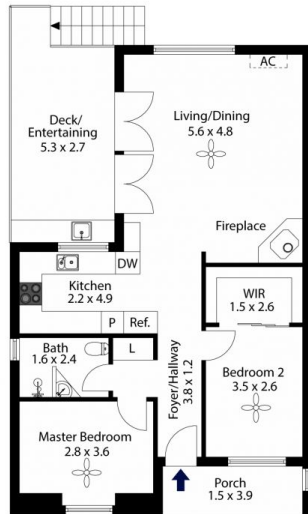 AC
Deck/
Entertaining
5.3 x 2.7
Living/Dining
5.6 x 4.8
Fireplace
DW
Kitchen
2.2 x 4.9
P
Ref.
WIR
1.5 x 2.6
Bath
1.6 x 2.4
L
Foyer/Hallway
3.8 x 1.2
Bedroom 2
3.5 x 2.6
Master Bedroom
2.8 x 3.6
Porch
1.5 x 3.9